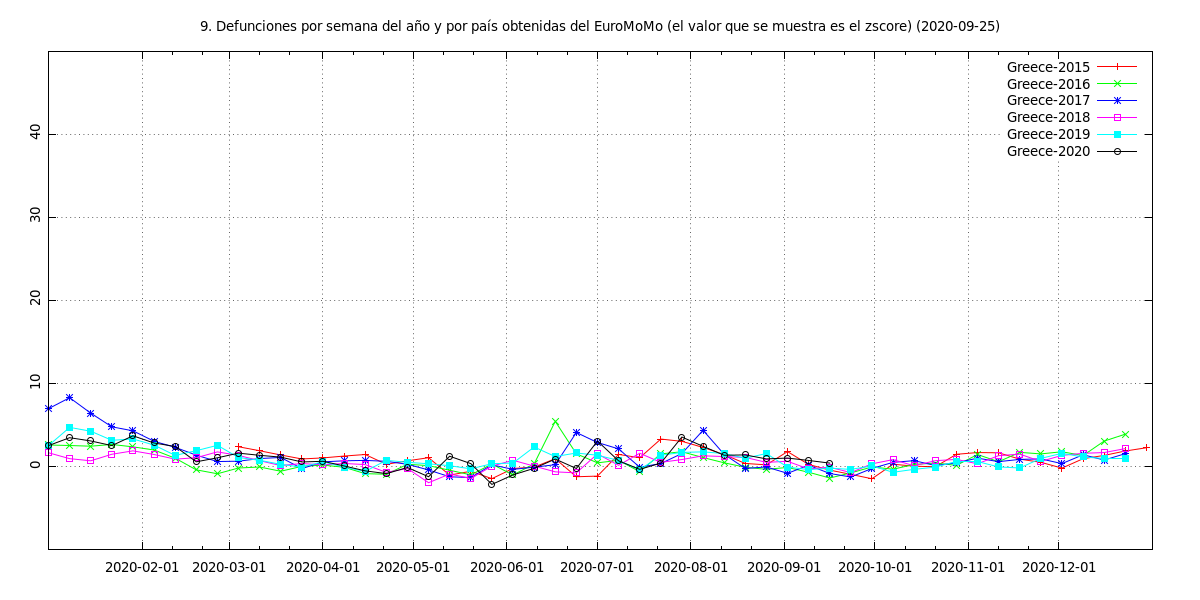 9. Defunciones por semana del año y por país obtenidas del EuroMoMo (el valor que se muestra es el zscore) (2020-09-25)
Greece-2015
Greece-2016
Greece-2017
Greece-2018
Greece-2019
Greece-2020
40
30
20
10
0
2020-02-01 2020-03-01 2020-04-01 2020-05-01 2020-06-01 2020-07-01 2020-08-01 2020-09-01 2020-10-01 2020-11-01 2020-12-01